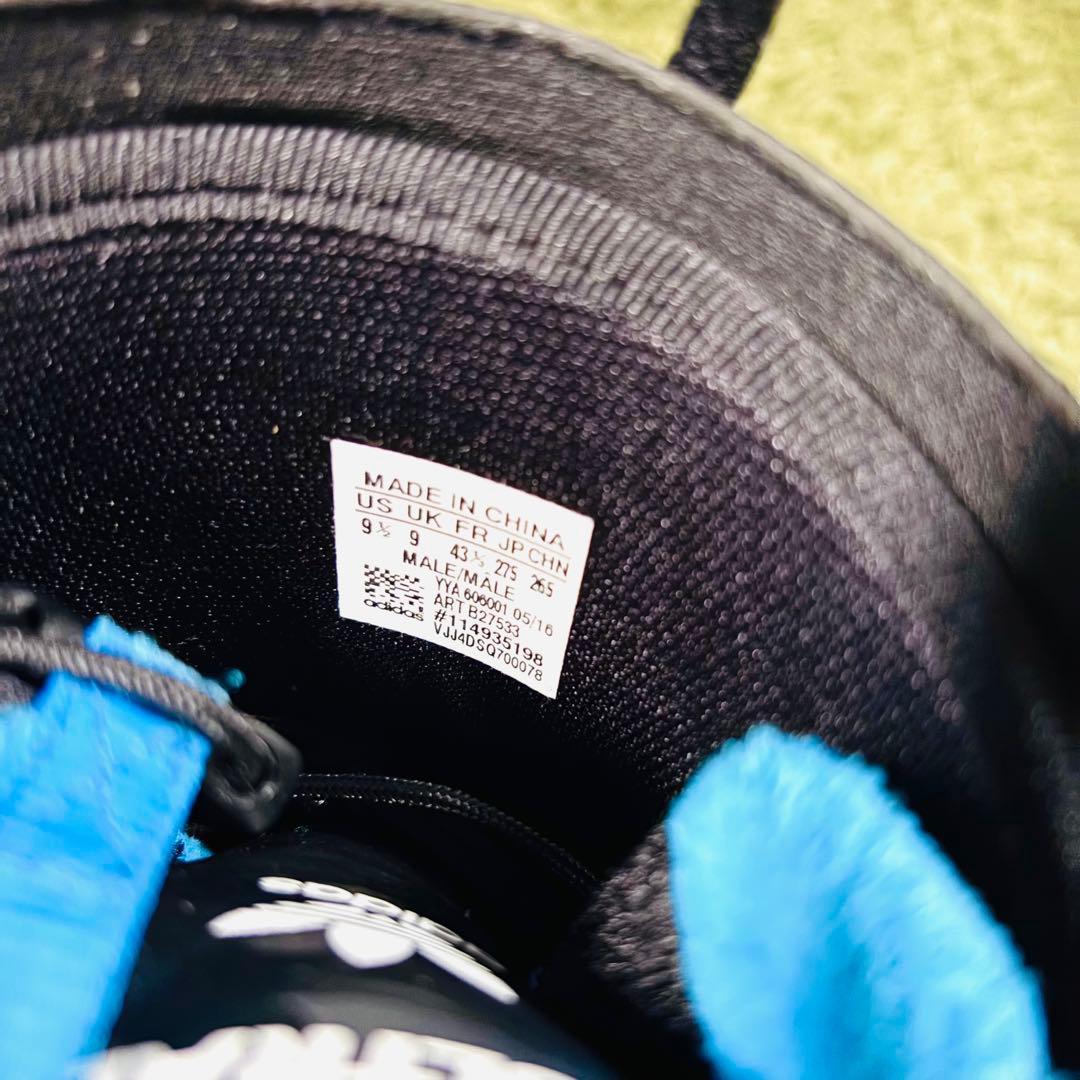 MADE IN CHINA
US UK FR JP CHN
9½ 9 43½ 275 265
MALE/MALE
YYA 606001 05/16
ART B27533
#114935198
VJJ4DSQ700078
adidas